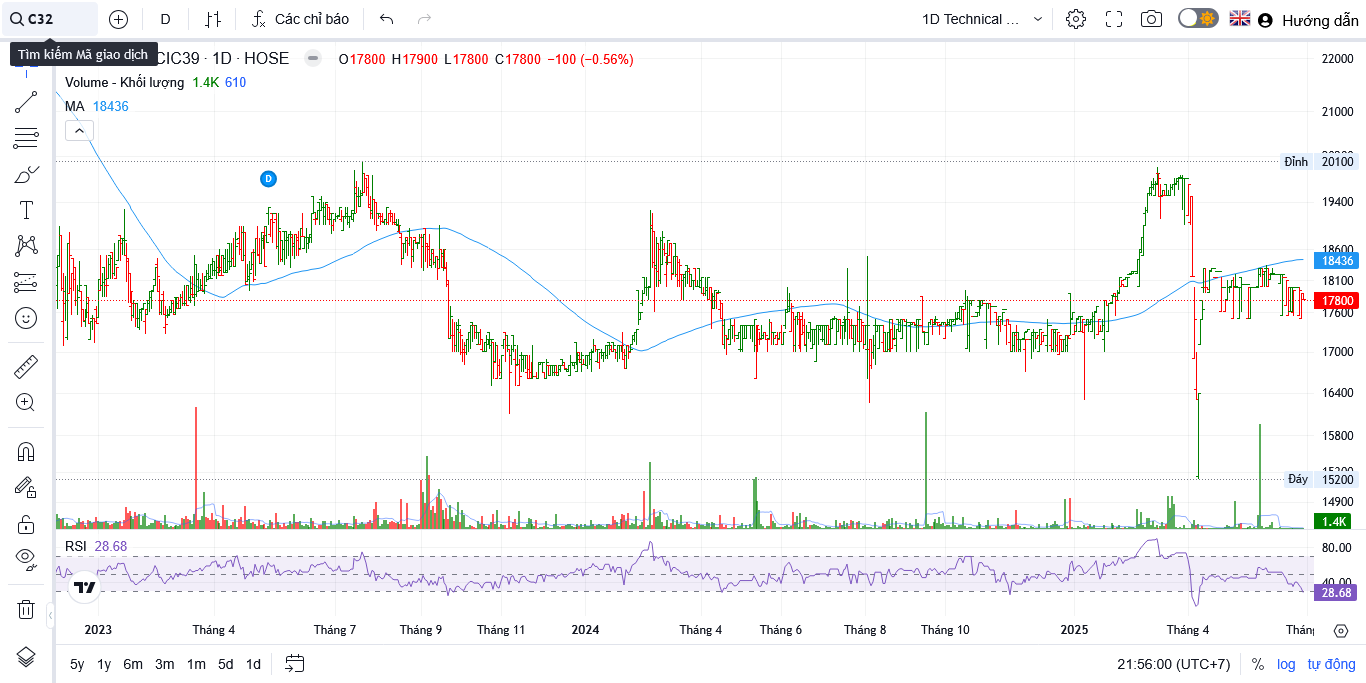 C32
D
Các chỉ báo
1D Technical ...
Hướng dẫn
Tìm kiếm Mã giao dịch
CIC39 · 1D · HOSE
O17800 H17900 L17800 C17800 −100 (−0.56%)
Volume - Khối lượng 1.4K 610
MA 18436
D
22000
21000
Đỉnh 20100
19400
18600
18436
18100
17800
17600
17000
16400
15800
15200
Đáy 15200
14900
1.4K
RSI 28.68
80.00
40.00
28.68
2023 Tháng 4 Tháng 7 Tháng 9 Tháng 11 2024 Tháng 4 Tháng 6 Tháng 8 Tháng 10 2025 Tháng 4
5y 1y 6m 3m 1m 5d 1d
21:56:00 (UTC+7) % log tự động